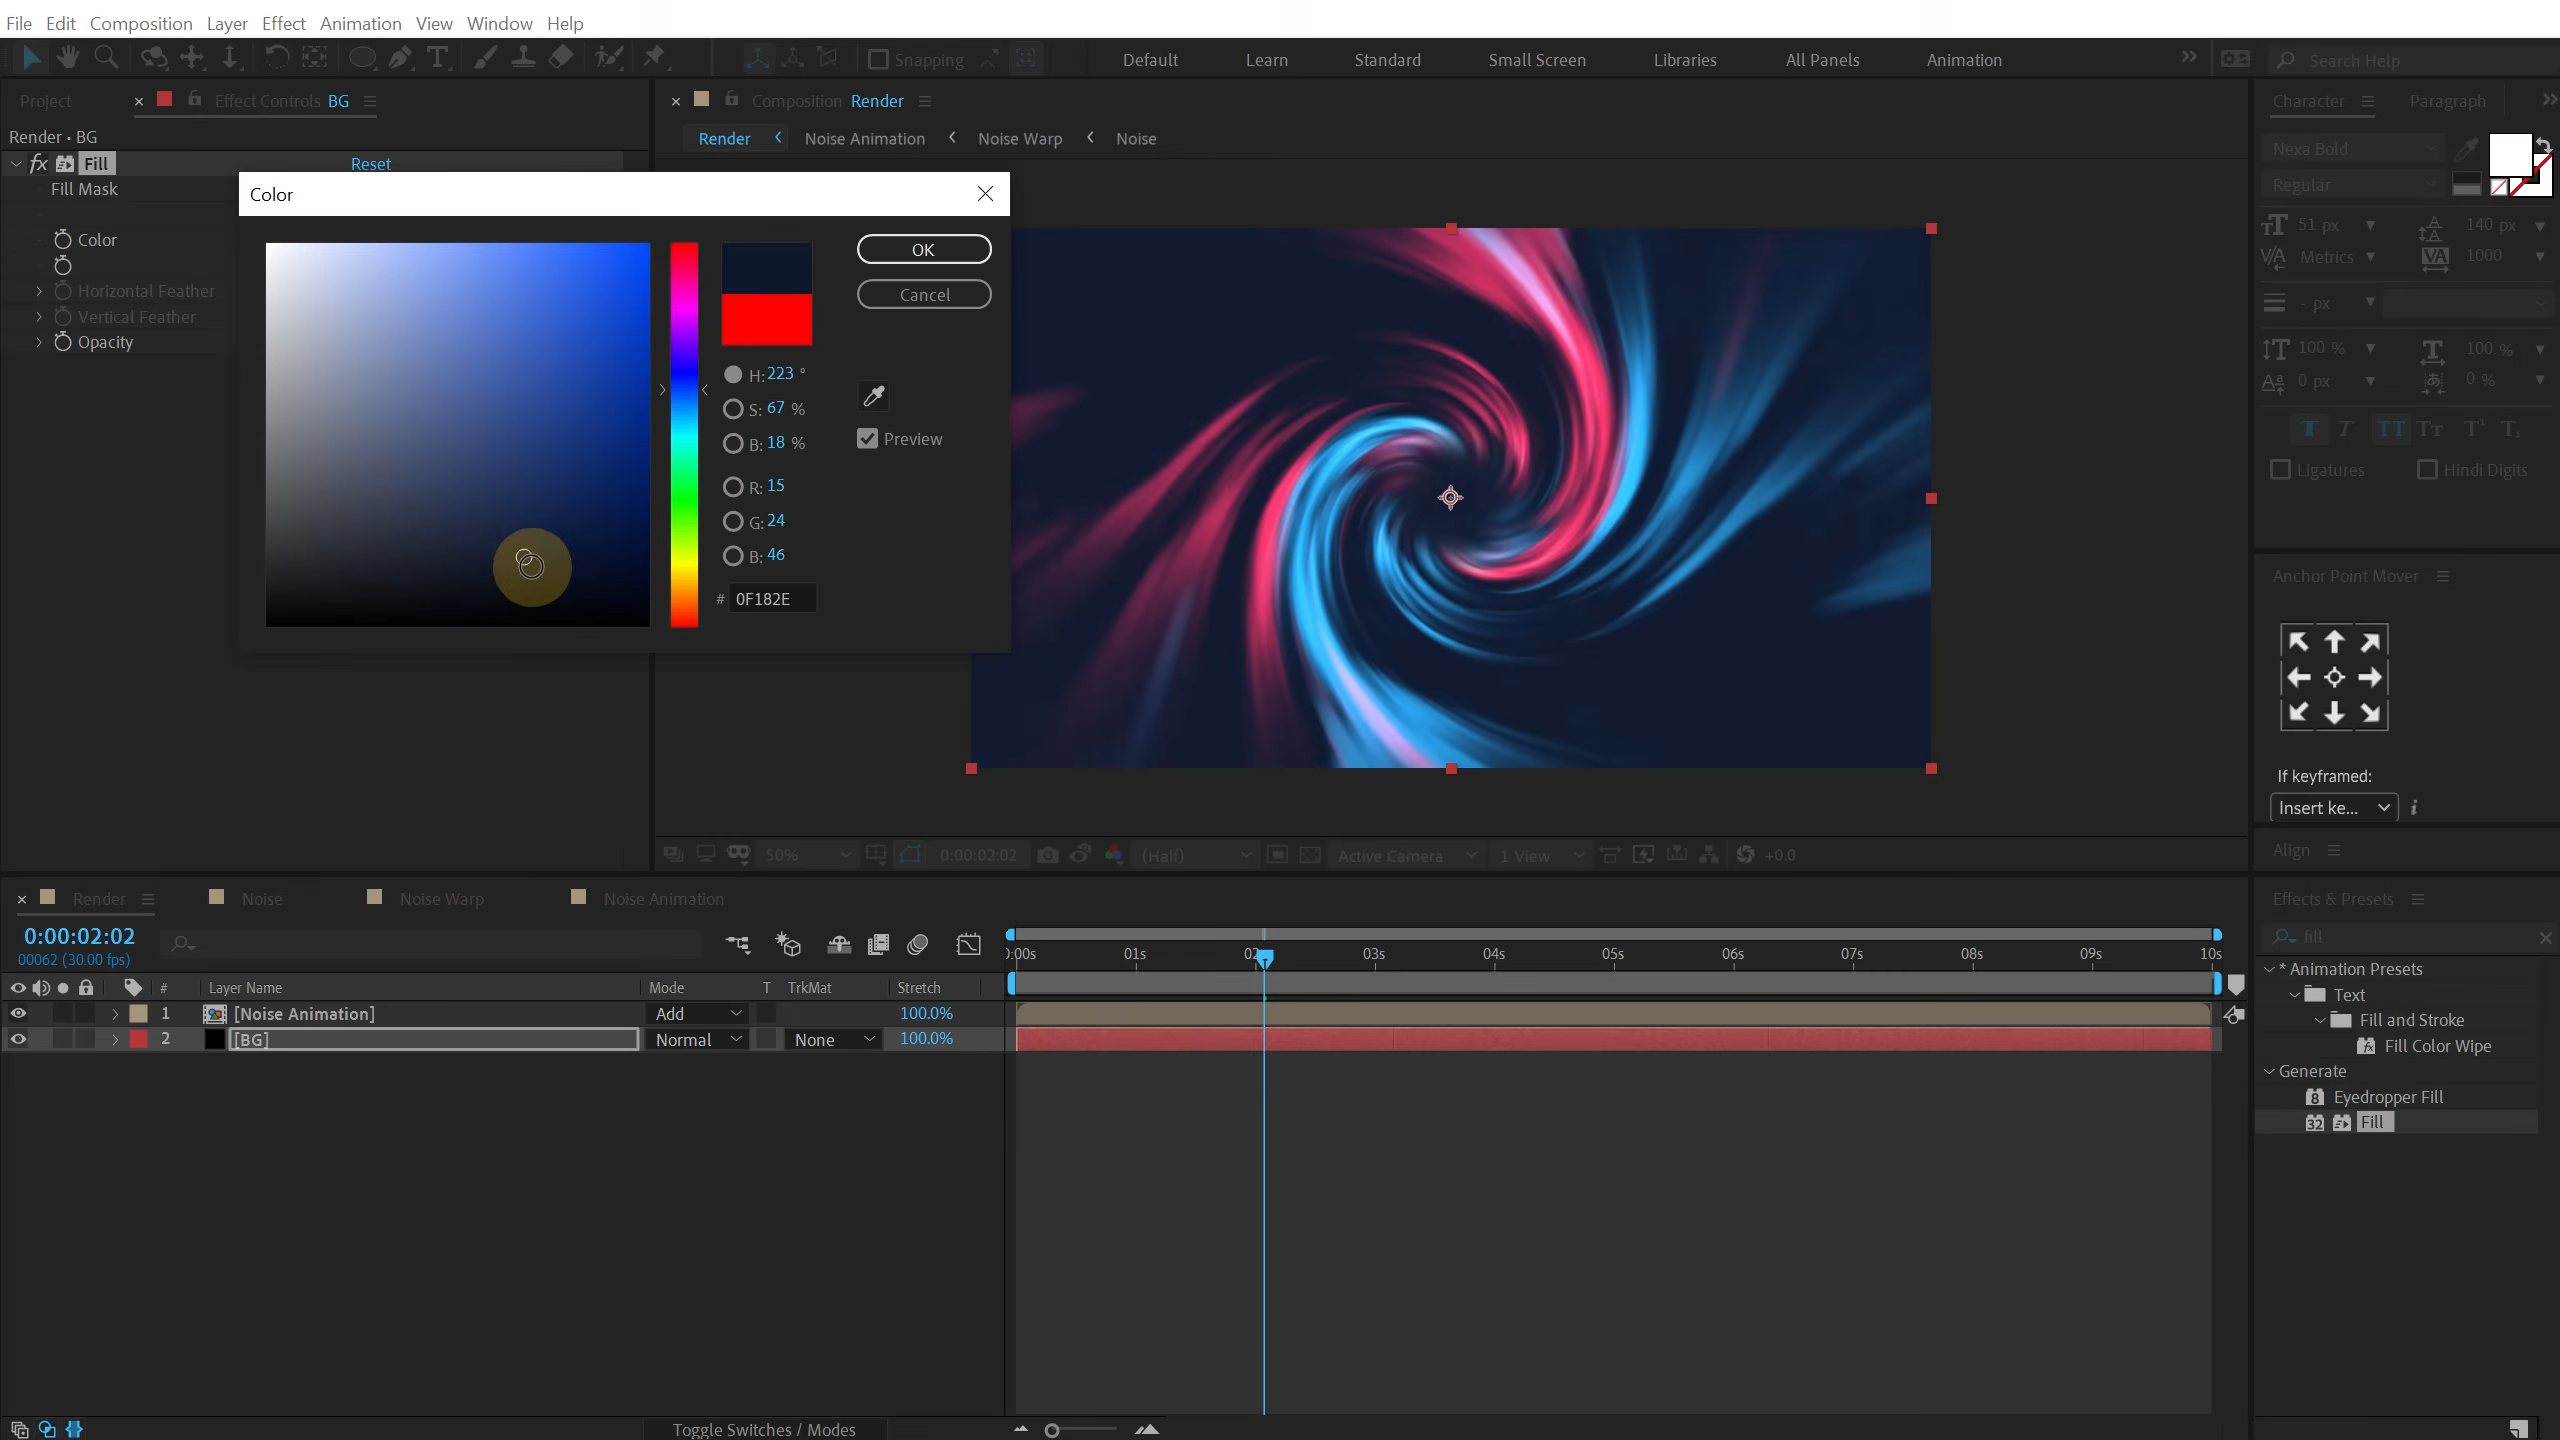 File Edit Composition Layer Effect Animation View Window Help
Snapping Default Learn Standard Small Screen Libraries All Panels Animation Search Help
Project Effect Controls BG
Composition Render
Character Paragraph
Render • BG
Render Noise Animation Noise Warp Noise
fx Fill Reset
Fill Mask
Color
Horizontal Feather
Vertical Feather
Opacity
Color
OK
Cancel
H: 223 °
S: 67 %
B: 18 %
Preview
R: 15
G: 24
B: 46
# 0F182E
Nexa Bold
Regular
51 px 140 px
Metrics 1000
- px
100 % 100 %
0 px 0 %
Ligatures Hindi Digits
Anchor Point Mover
If keyframed:
Insert ke...
Align
50% 0:00:02:02 (Half) Active Camera 1 View +0.0
Render Noise Noise Warp Noise Animation
0:00:02:02
00062 (30.00 fps)
:00s 01s 02 03s 04s 05s 06s 07s 08s 09s 10s
# Layer Name Mode T TrkMat Stretch
1 [Noise Animation] Add 100.0%
2 [BG] Normal None 100.0%
Toggle Switches / Modes
Effects & Presets
fill
* Animation Presets
Text
Fill and Stroke
Fill Color Wipe
Generate
8 Eyedropper Fill
32 Fill